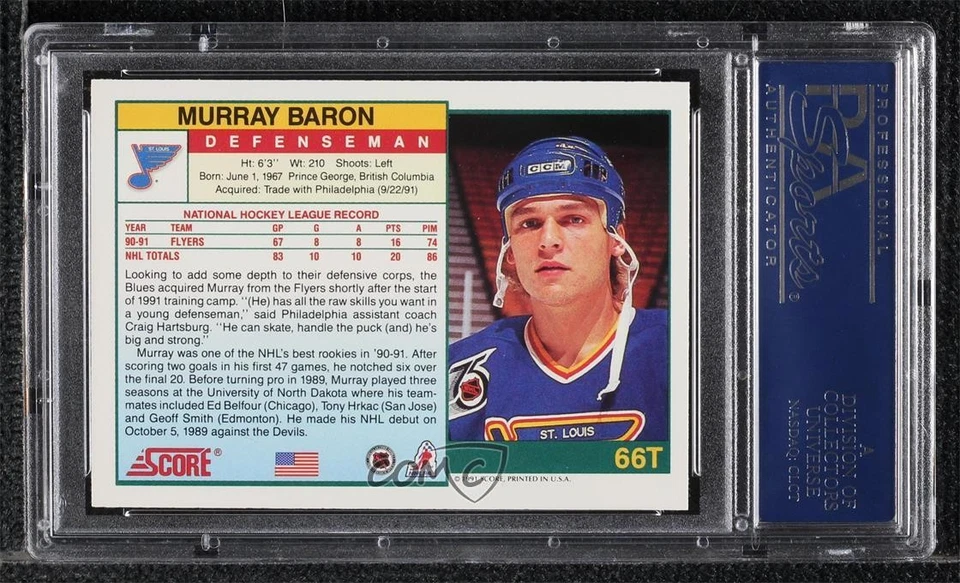 MURRAY BARON
DEFENSEMAN
ST. LOUIS
Ht: 6'3" Wt: 210 Shoots: Left
Born: June 1, 1967 Prince George, British Columbia
Acquired: Trade with Philadelphia (9/22/91)
NATIONAL HOCKEY LEAGUE RECORD
YEAR TEAM GP G A PTS PIM
90-91 FLYERS 67 8 8 16 74
NHL TOTALS 83 10 10 20 86
Looking to add some depth to their defensive corps, the
Blues acquired Murray from the Flyers shortly after the start
of 1991 training camp. "(He) has all the raw skills you want in
a young defenseman," said Philadelphia assistant coach
Craig Hartsburg. "He can skate, handle the puck (and) he's
big and strong."
Murray was one of the NHL's best rookies in '90-91. After
scoring two goals in his first 47 games, he notched six over
the final 20. Before turning pro in 1989, Murray played three
seasons at the University of North Dakota where his team-
mates included Ed Belfour (Chicago), Tony Hrkac (San Jose)
and Geoff Smith (Edmonton). He made his NHL debut on
October 5, 1989 against the Devils.
SCORE®
COMC
CCM
75
NHL
ST. LOUIS
66T
© 1991 SCORE, PRINTED IN U.S.A.
PROFESSIONAL
PSA
Sports®
AUTHENTICATOR
A
DIVISION OF
COLLECTORS
UNIVERSE
NASDAQ: CLCT